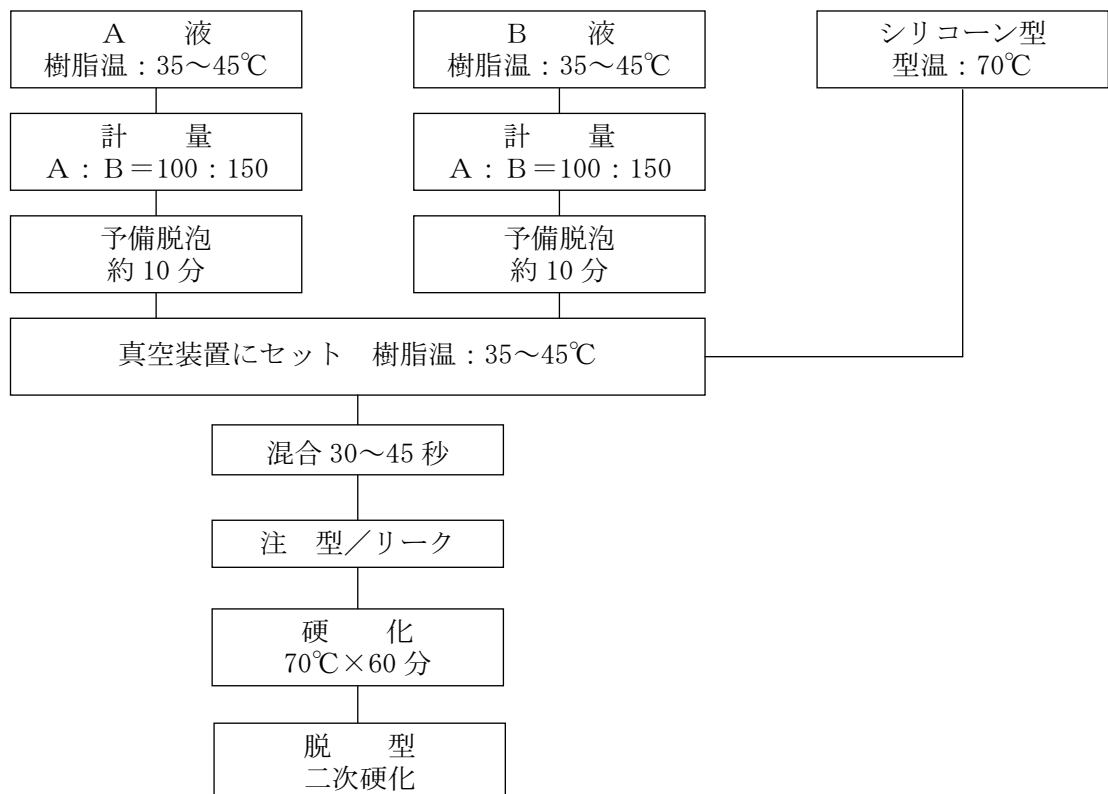 A　　液
樹脂温：35～45℃
B　　液
樹脂温：35～45℃
シリコーン型
型温：70℃
計　　量
A：B＝100：150
計　　量
A：B＝100：150
予備脱泡
約10分
予備脱泡
約10分
真空装置にセット　樹脂温：35～45℃
混合30～45秒
注　型／リーク
硬　　化
70℃×60分
脱　　型
二次硬化